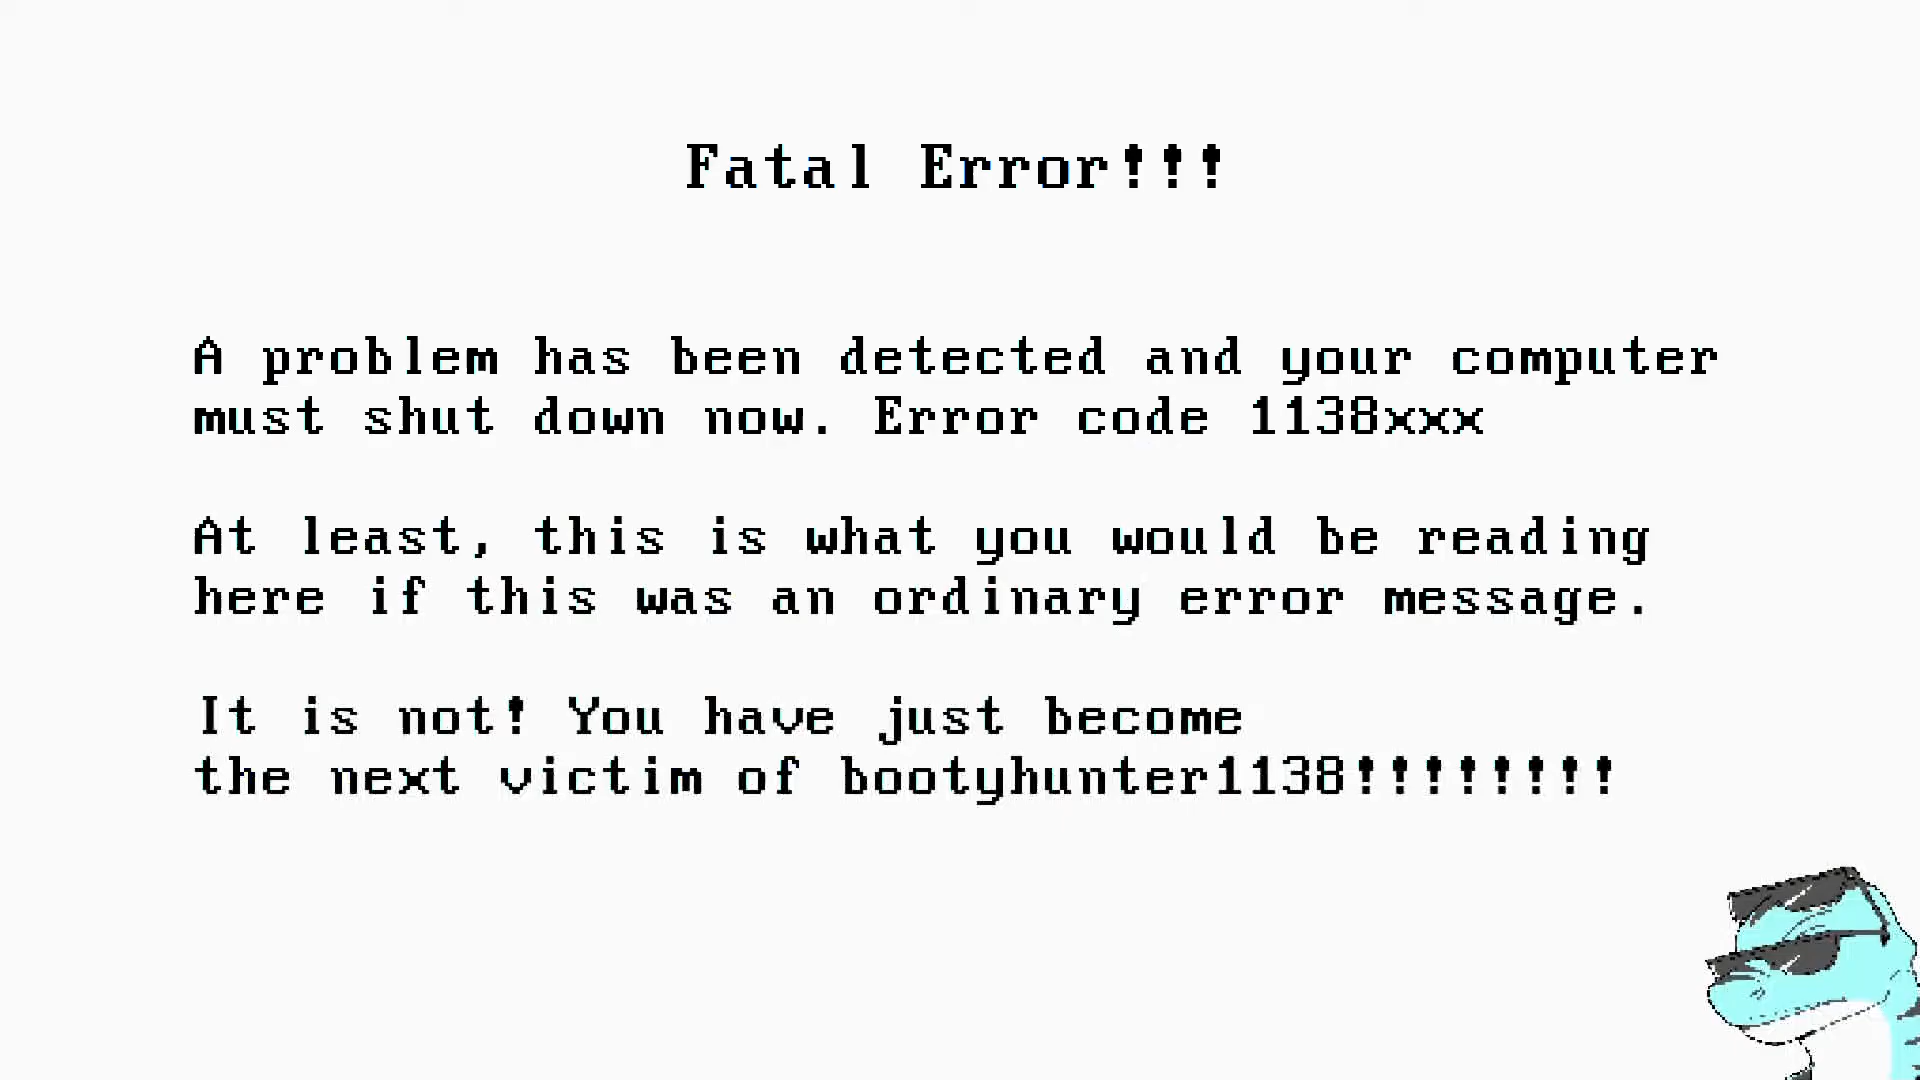 Fatal Error!!!
A problem has been detected and your computer
must shut down now. Error code 1138xxx
At least, this is what you would be reading
here if this was an ordinary error message.
It is not! You have just become
the next victim of bootyhunter1138!!!!!!!!